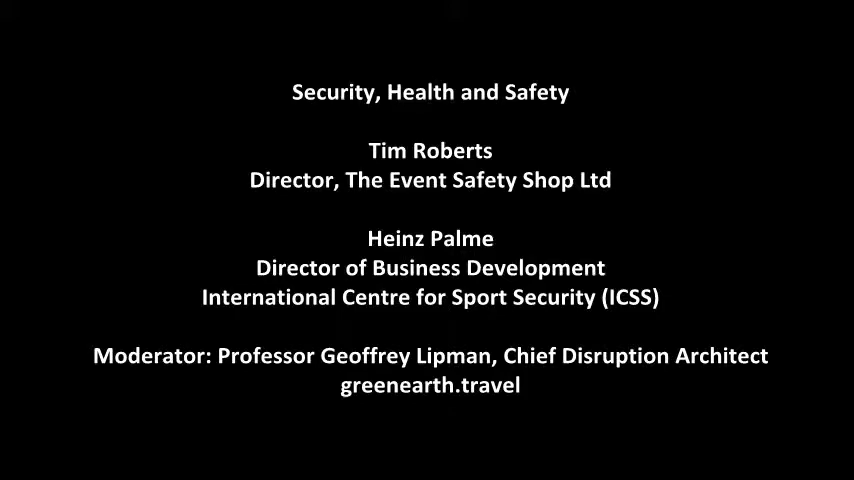 Security, Health and Safety
Tim Roberts
Director, The Event Safety Shop Ltd
Heinz Palme
Director of Business Development
International Centre for Sport Security (ICSS)
Moderator: Professor Geoffrey Lipman, Chief Disruption Architect
greenearth.travel